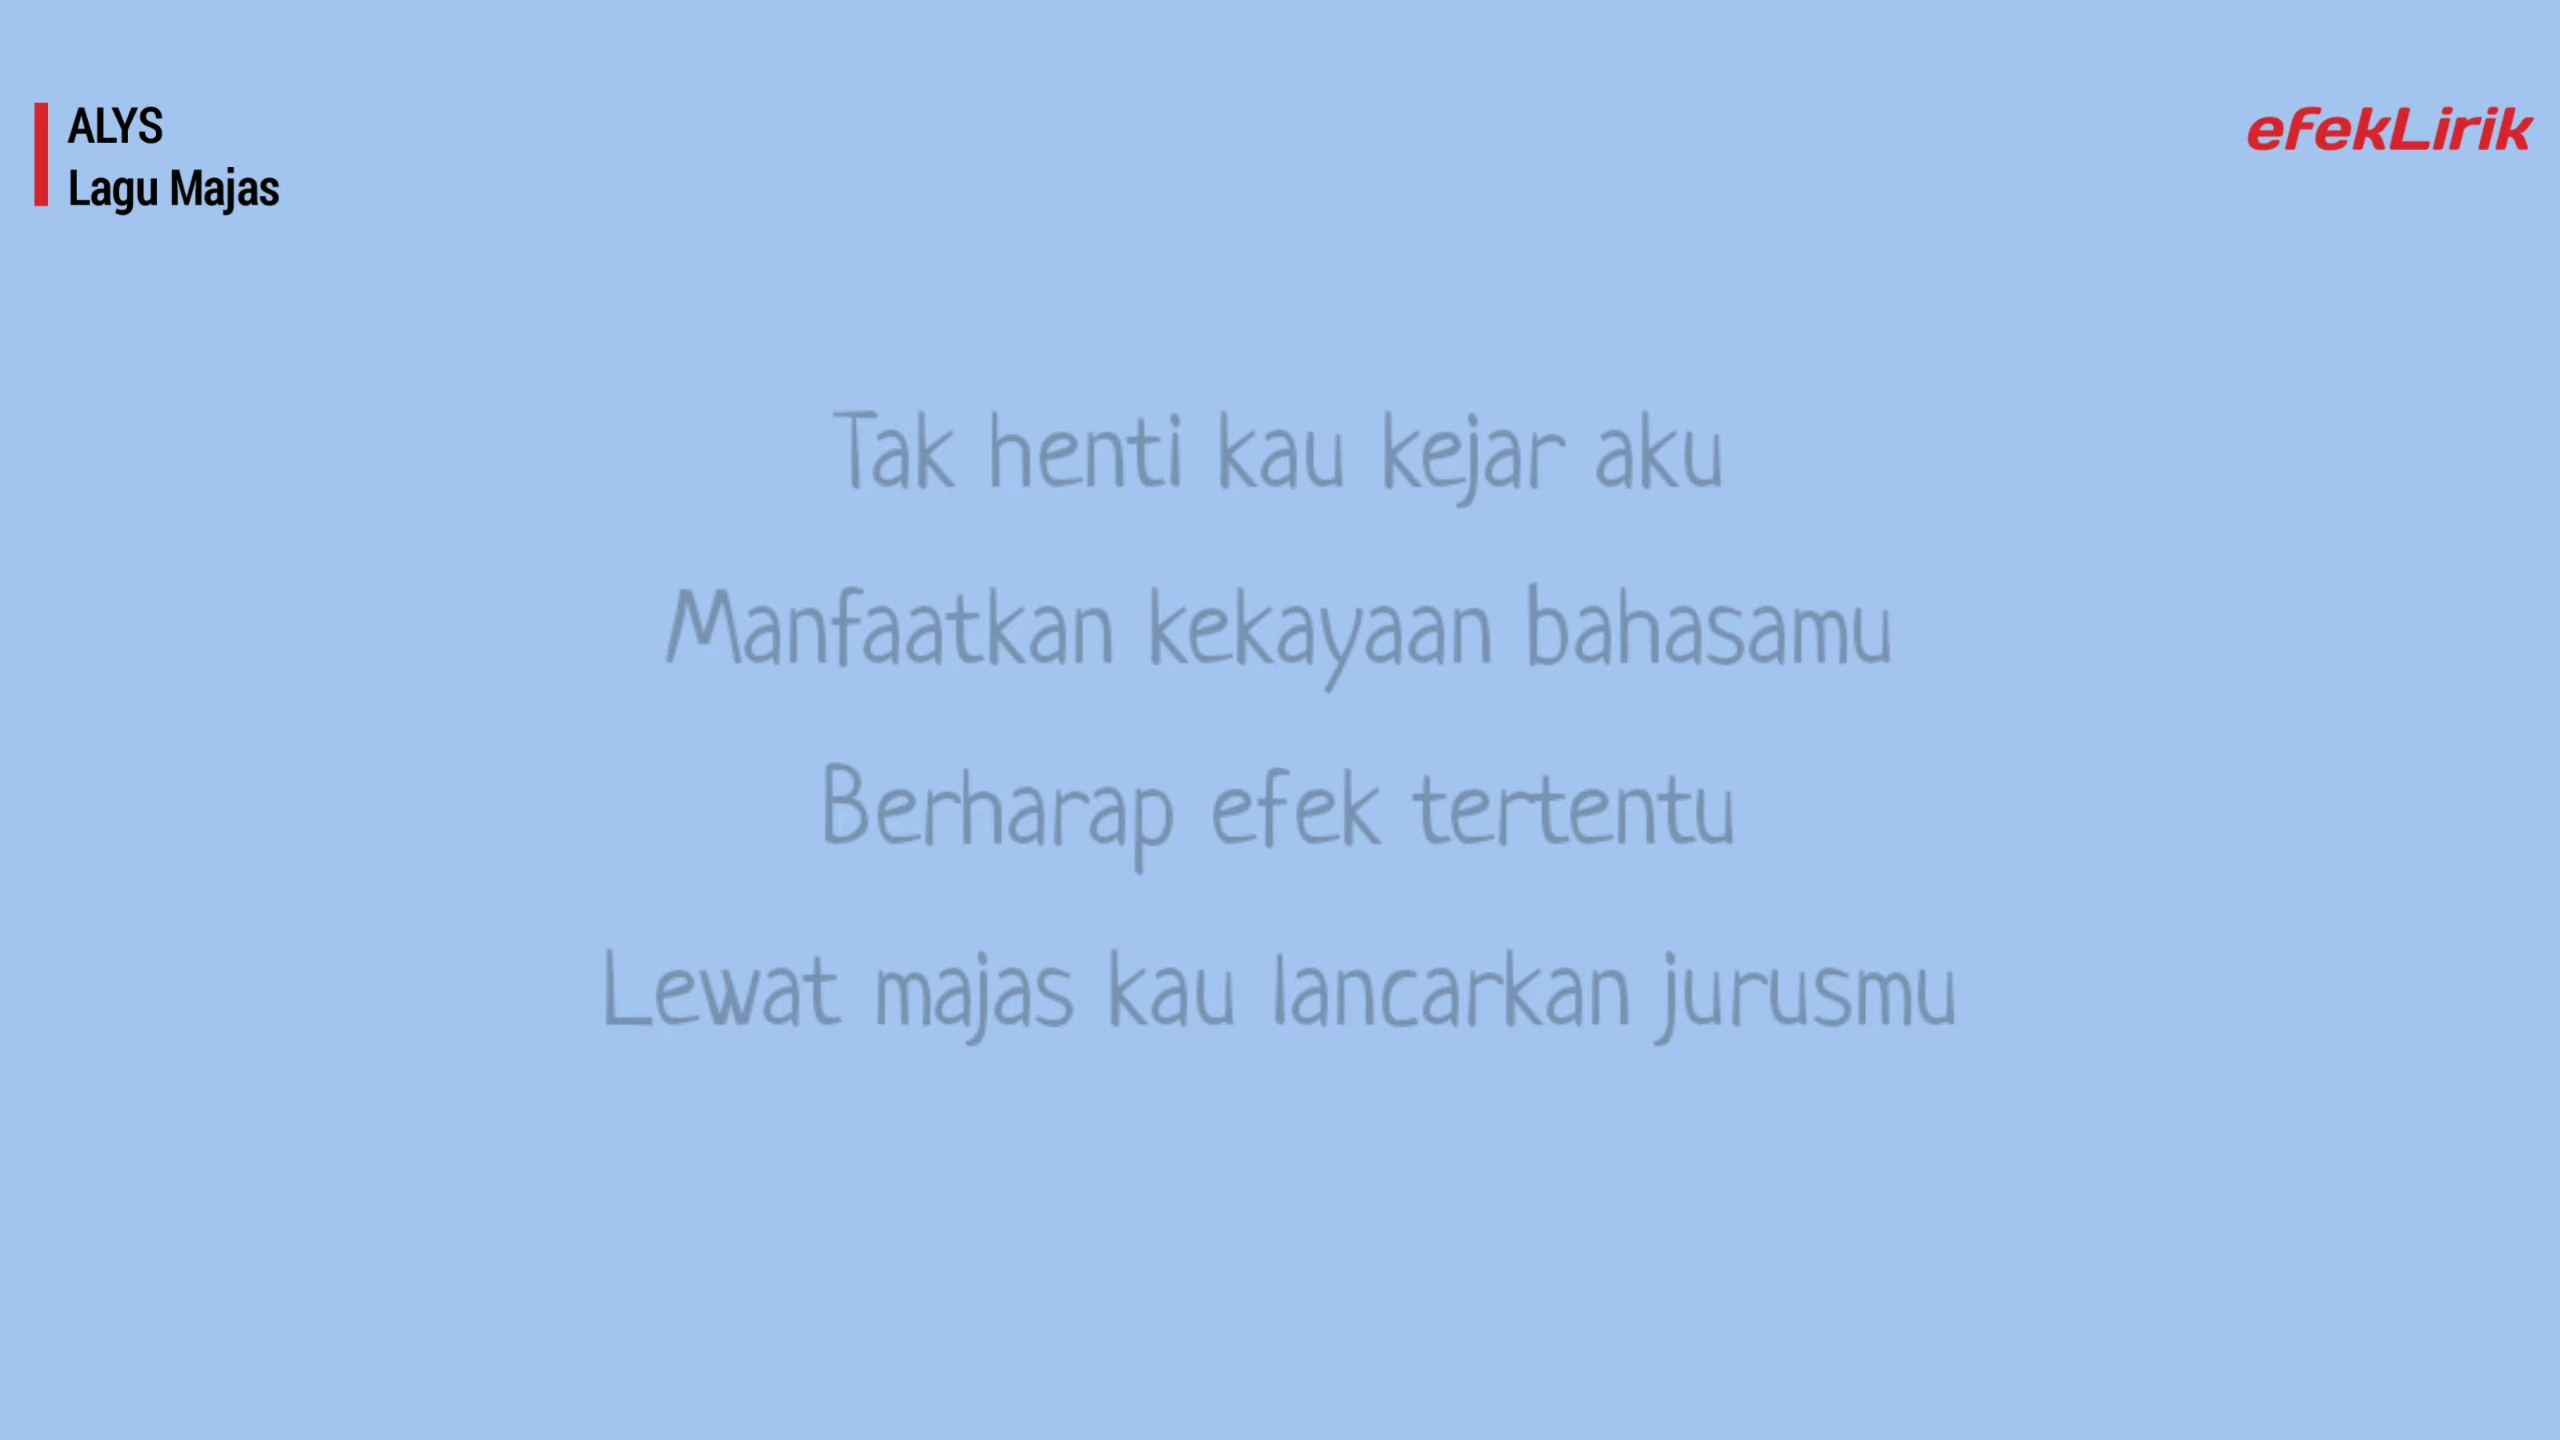 ALYS
Lagu Majas
efekLirik
Tak henti kau kejar aku
Manfaatkan kekayaan bahasamu
Berharap efek tertentu
Lewat majas kau lancarkan jurusmu